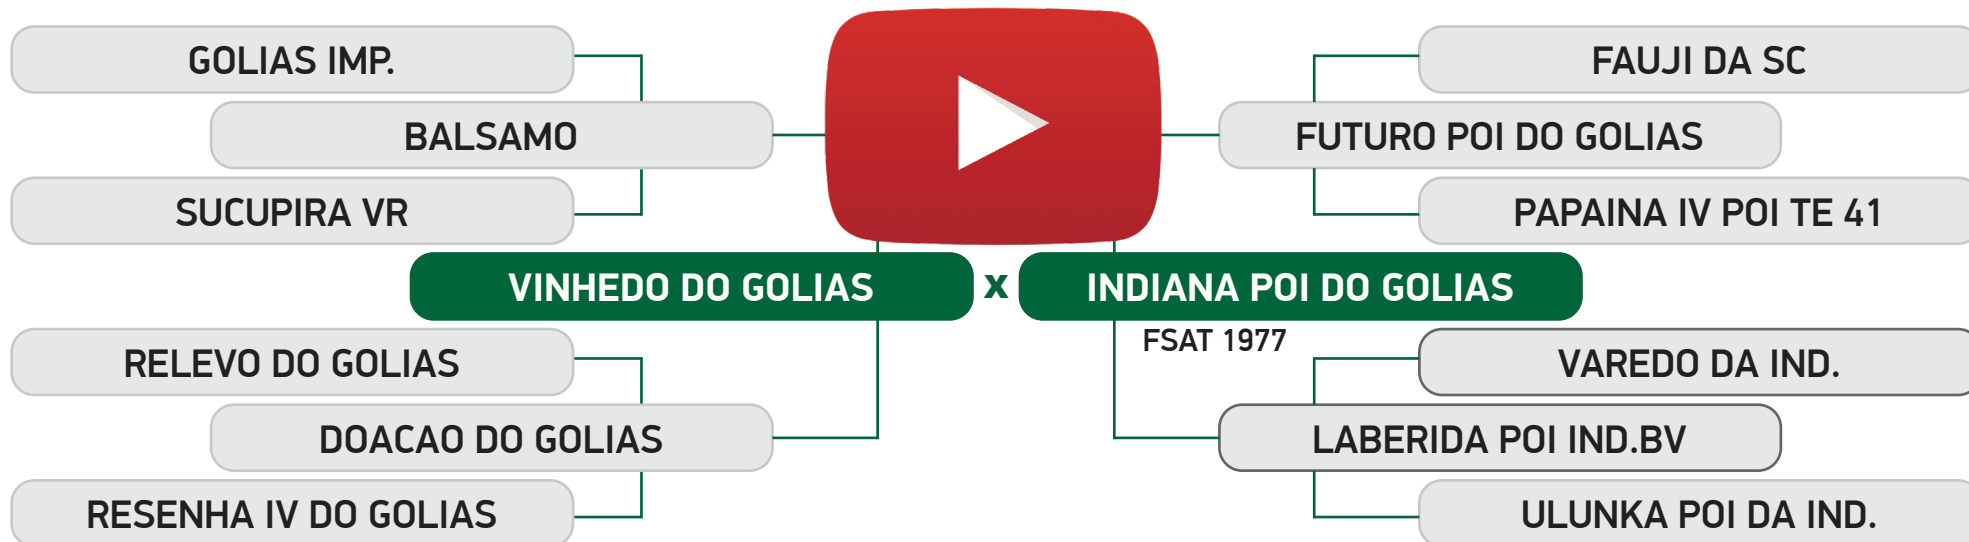 GOLIAS IMP.
FAUJI DA SC
BALSAMO
FUTURO POI DO GOLIAS
SUCUPIRA VR
PAPAINA IV POI TE 41
VINHEDO DO GOLIAS x INDIANA POI DO GOLIAS
FSAT 1977
RELEVO DO GOLIAS
VAREDO DA IND.
DOACAO DO GOLIAS
LABERIDA POI IND.BV
RESENHA IV DO GOLIAS
ULUNKA POI DA IND.